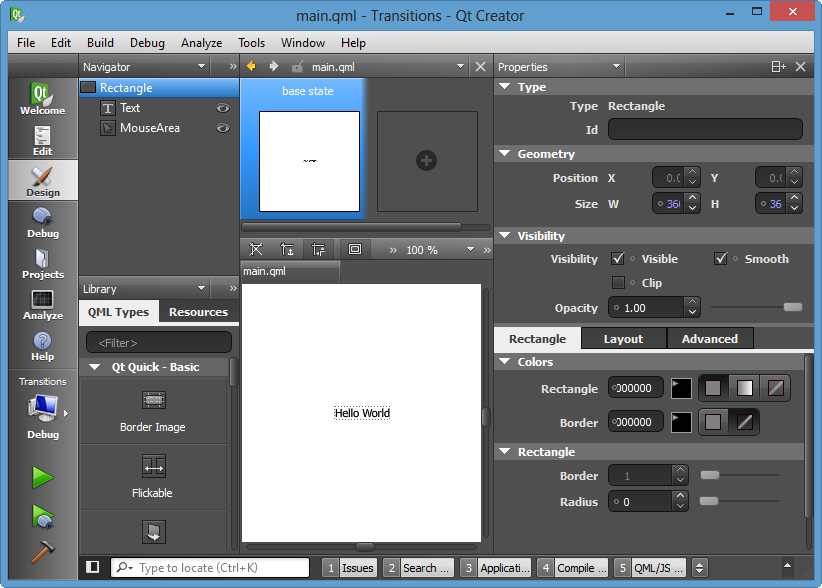 main.qml - Transitions - Qt Creator
File Edit Build Debug Analyze Tools Window Help
Qt
Welcome
Edit
Design
Debug
Projects
Analyze
Help
Transitions
Debug
Navigator
Rectangle
T Text
MouseArea
Library
QML Types Resources
<Filter>
Qt Quick - Basic
Border Image
Flickable
main.qml
base state
100 %
main.qml
Hello World
Properties
Type
Type Rectangle
Id
Geometry
Position X 0.( Y 0.(
Size W 36( H 36
Visibility
Visibility Visible Smooth
Clip
Opacity 1.00
Rectangle Layout Advanced
Colors
Rectangle 000000
Border 000000
Rectangle
Border 1
Radius 0
Type to locate (Ctrl+K)
1 Issues 2 Search ... 3 Applicati... 4 Compile ... 5 QML/JS ...